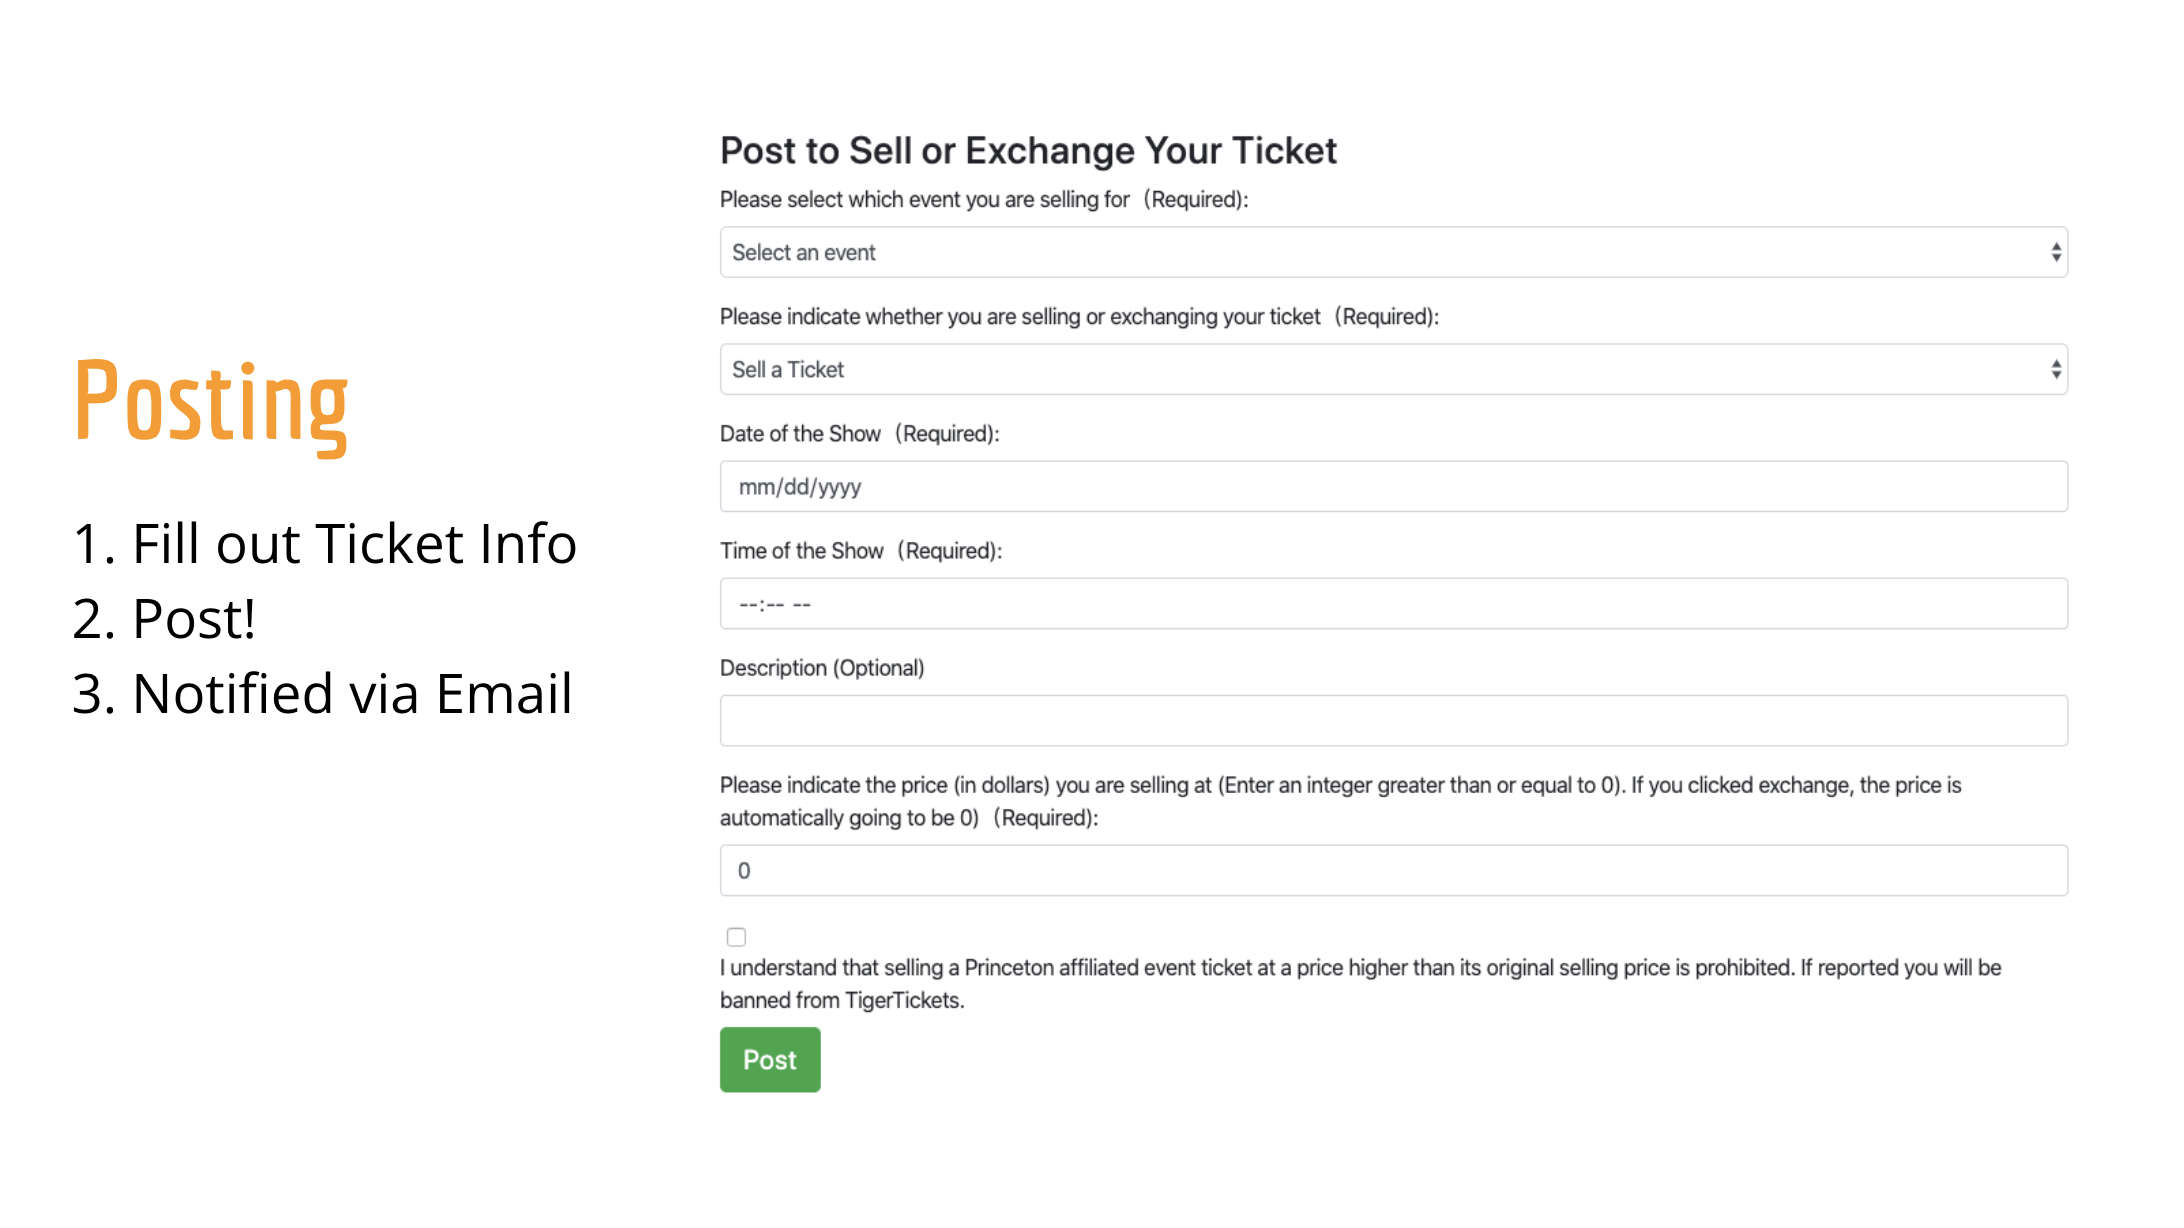 Posting
1. Fill out Ticket Info
2. Post!
3. Notified via Email
Post to Sell or Exchange Your Ticket
Please select which event you are selling for（Required):
Select an event
Please indicate whether you are selling or exchanging your ticket（Required):
Sell a Ticket
Date of the Show（Required):
mm/dd/yyyy
Time of the Show（Required):
--:-- --
Description (Optional)
Please indicate the price (in dollars) you are selling at (Enter an integer greater than or equal to 0). If you clicked exchange, the price is
automatically going to be 0)（Required):
0
I understand that selling a Princeton affiliated event ticket at a price higher than its original selling price is prohibited. If reported you will be
banned from TigerTickets.
Post